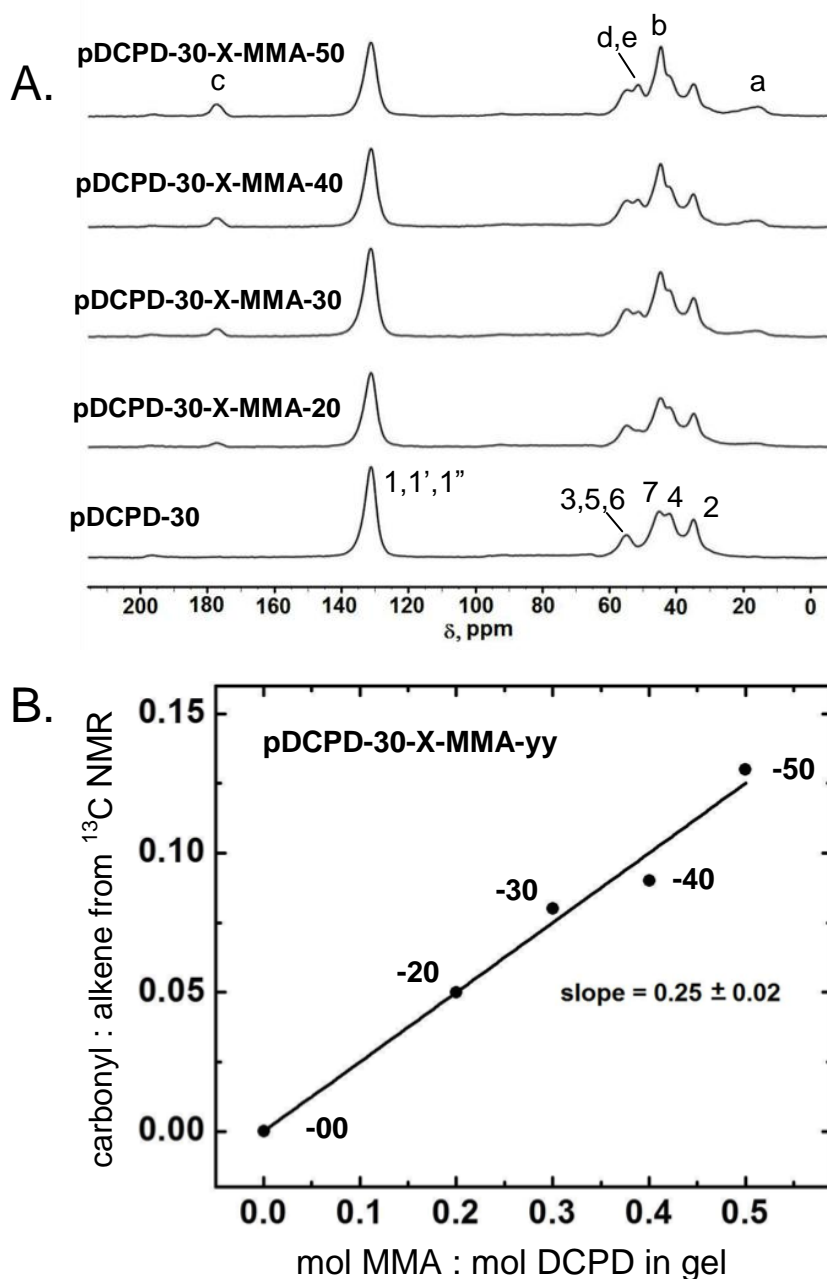 A.
pDCPD-30-X-MMA-50
c
d,e
b
a
pDCPD-30-X-MMA-40
pDCPD-30-X-MMA-30
pDCPD-30-X-MMA-20
pDCPD-30
1,1’,1”
3,5,6
7 4
2
200 180 160 140 120 100 80 60 40 20 0
δ, ppm
B.
carbonyl : alkene from ¹³C NMR
0.15
0.10
0.05
0.00
pDCPD-30-X-MMA-yy
-50
-40
-30
-20
-00
slope = 0.25 ± 0.02
0.0 0.1 0.2 0.3 0.4 0.5
mol MMA : mol DCPD in gel